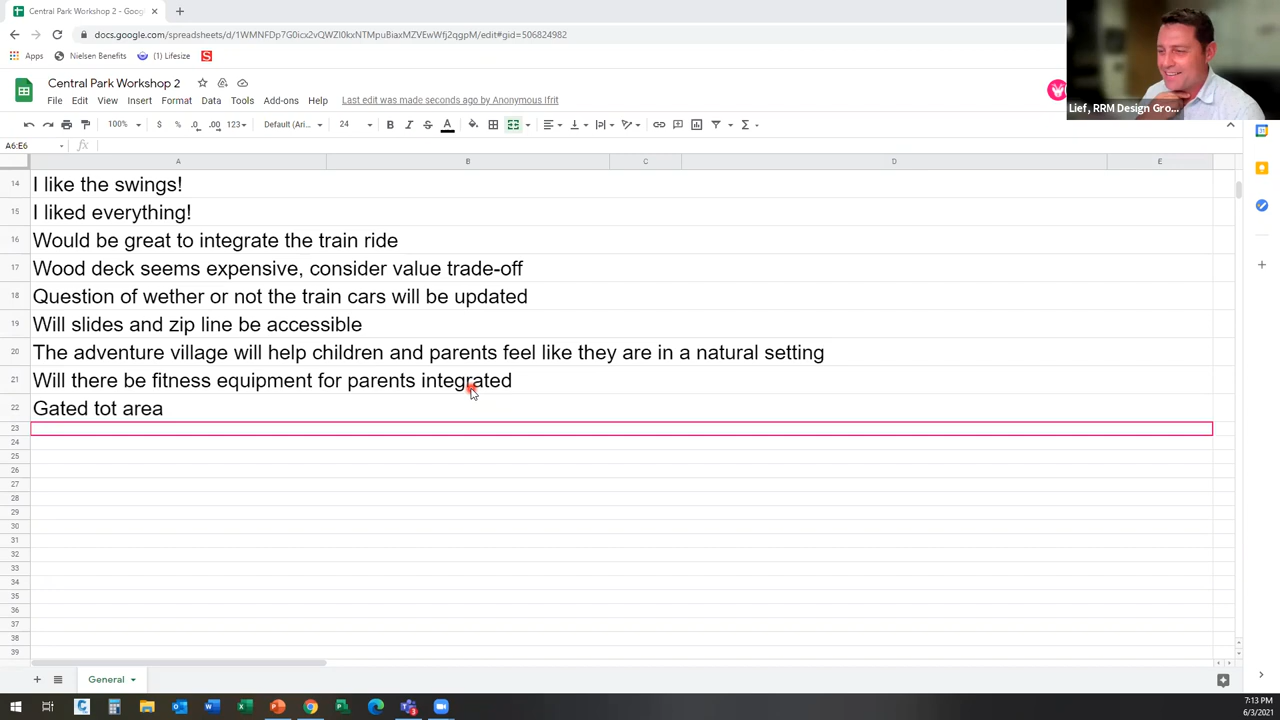 Central Park Workshop 2 - Googl
docs.google.com/spreadsheets/d/1WMNFDp7G0icx2vQWZI0kxNTMpuBiaxMZVEwWfj2qgpM/edit#gid=506824982
Apps Nielsen Benefits (1) Lifesize
Central Park Workshop 2
File Edit View Insert Format Data Tools Add-ons Help Last edit was made seconds ago by Anonymous Ifrit
Lief, RRM Design Gro...
100% $ % .0 .00 123 Default (Ari... 24
A6:E6 fx
A B C D E
14 I like the swings!
15 I liked everything!
16 Would be great to integrate the train ride
17 Wood deck seems expensive, consider value trade-off
18 Question of wether or not the train cars will be updated
19 Will slides and zip line be accessible
20 The adventure village will help children and parents feel like they are in a natural setting
21 Will there be fitness equipment for parents integrated
22 Gated tot area
23
24
25
26
27
28
29
30
31
32
33
34
35
36
37
38
39
General
7:13 PM
6/3/2021